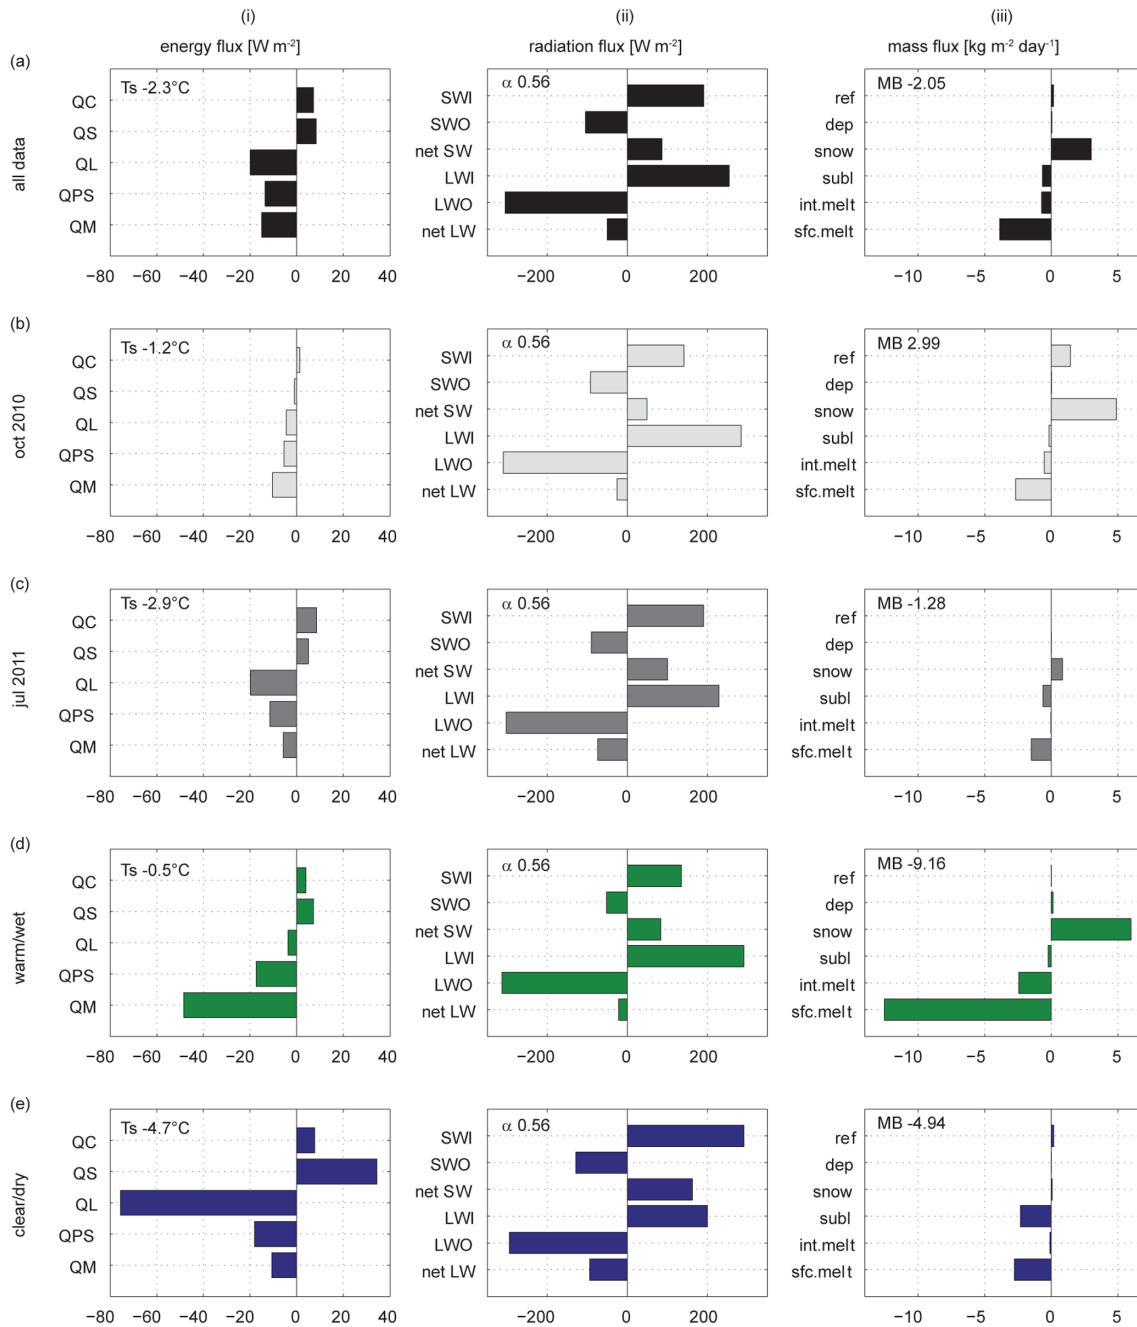 (i) (ii) (iii)
energy flux [W m⁻²] radiation flux [W m⁻²] mass flux [kg m⁻² day⁻¹]
(a)
all data
Ts -2.3°C
QC
QS
QL
QPS
QM
−80 −60 −40 −20 0 20 40
α 0.56
SWI
SWO
net SW
LWI
LWO
net LW
−200 0 200
MB -2.05
ref
dep
snow
subl
int.melt
sfc.melt
−10 −5 0 5
(b)
oct 2010
Ts -1.2°C
QC
QS
QL
QPS
QM
−80 −60 −40 −20 0 20 40
α 0.56
SWI
SWO
net SW
LWI
LWO
net LW
−200 0 200
MB 2.99
ref
dep
snow
subl
int.melt
sfc.melt
−10 −5 0 5
(c)
jul 2011
Ts -2.9°C
QC
QS
QL
QPS
QM
−80 −60 −40 −20 0 20 40
α 0.56
SWI
SWO
net SW
LWI
LWO
net LW
−200 0 200
MB -1.28
ref
dep
snow
subl
int.melt
sfc.melt
−10 −5 0 5
(d)
warm/wet
Ts -0.5°C
QC
QS
QL
QPS
QM
−80 −60 −40 −20 0 20 40
α 0.56
SWI
SWO
net SW
LWI
LWO
net LW
−200 0 200
MB -9.16
ref
dep
snow
subl
int.melt
sfc.melt
−10 −5 0 5
(e)
clear/dry
Ts -4.7°C
QC
QS
QL
QPS
QM
−80 −60 −40 −20 0 20 40
α 0.56
SWI
SWO
net SW
LWI
LWO
net LW
−200 0 200
MB -4.94
ref
dep
snow
subl
int.melt
sfc.melt
−10 −5 0 5